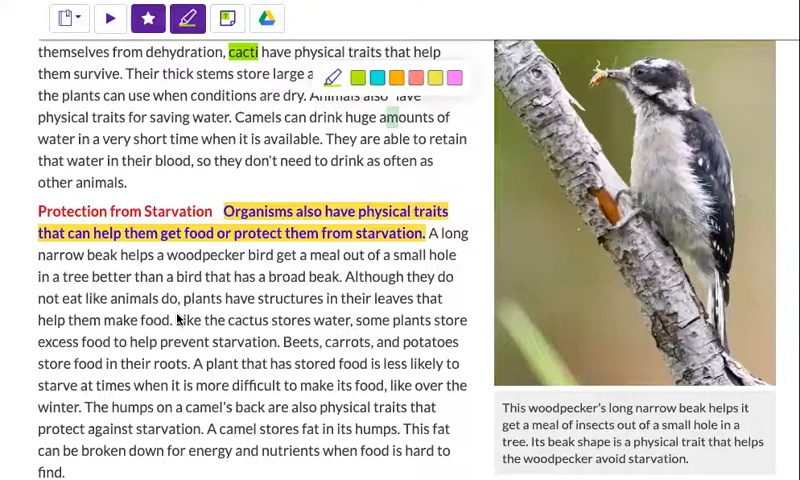 themselves from dehydration, cacti have physical traits that help
them survive. Their thick stems store large a
the plants can use when conditions are dry. Animals also have
physical traits for saving water. Camels can drink huge amounts of
water in a very short time when it is available. They are able to retain
that water in their blood, so they don't need to drink as often as
other animals.
Protection from Starvation Organisms also have physical traits
that can help them get food or protect them from starvation. A long
narrow beak helps a woodpecker bird get a meal out of a small hole
in a tree better than a bird that has a broad beak. Although they do
not eat like animals do, plants have structures in their leaves that
help them make food. Like the cactus stores water, some plants store
excess food to help prevent starvation. Beets, carrots, and potatoes
store food in their roots. A plant that has stored food is less likely to
starve at times when it is more difficult to make its food, like over the
winter. The humps on a camel's back are also physical traits that
protect against starvation. A camel stores fat in its humps. This fat
can be broken down for energy and nutrients when food is hard to
find.
This woodpecker's long narrow beak helps it
get a meal of insects out of a small hole in a
tree. Its beak shape is a physical trait that helps
the woodpecker avoid starvation.